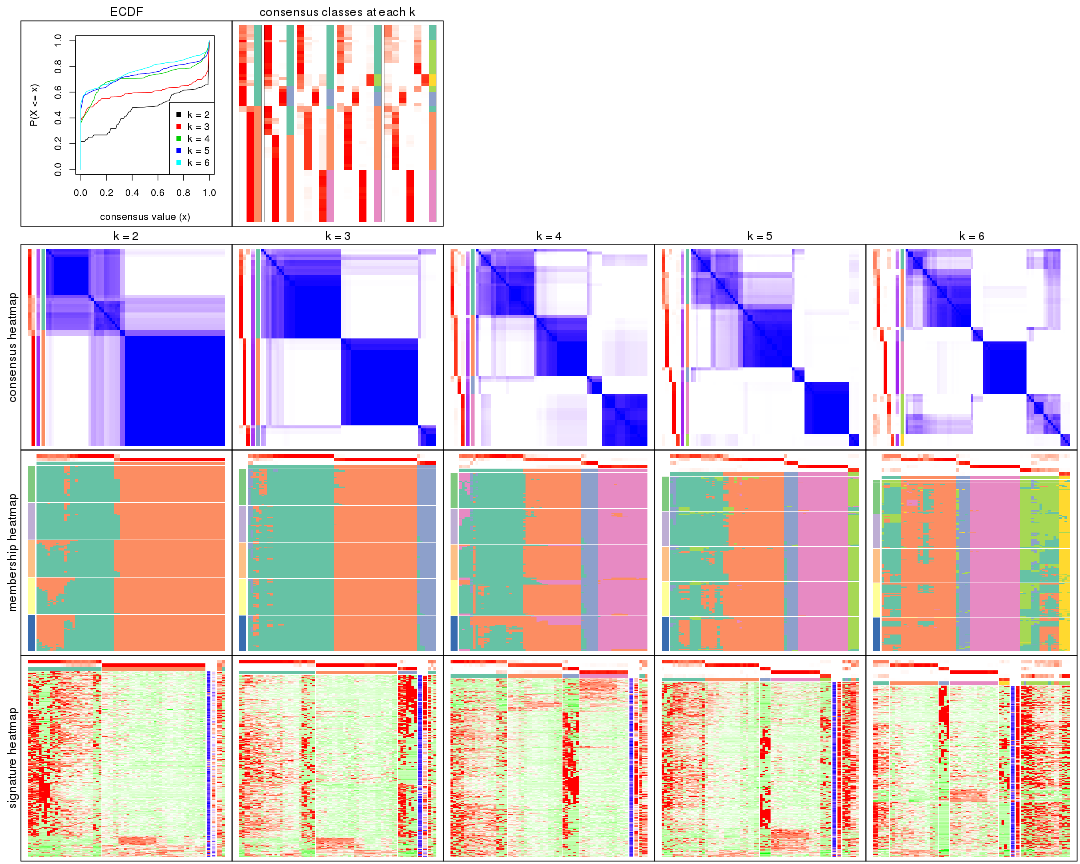 ECDF
consensus classes at each k
P(X <= x)
0.0 0.2 0.4 0.6 0.8 1.0
k = 2
k = 3
k = 4
k = 5
k = 6
0.0 0.2 0.4 0.6 0.8 1.0
consensus value (x)
k = 2
k = 3
k = 4
k = 5
k = 6
consensus heatmap
membership heatmap
signature heatmap